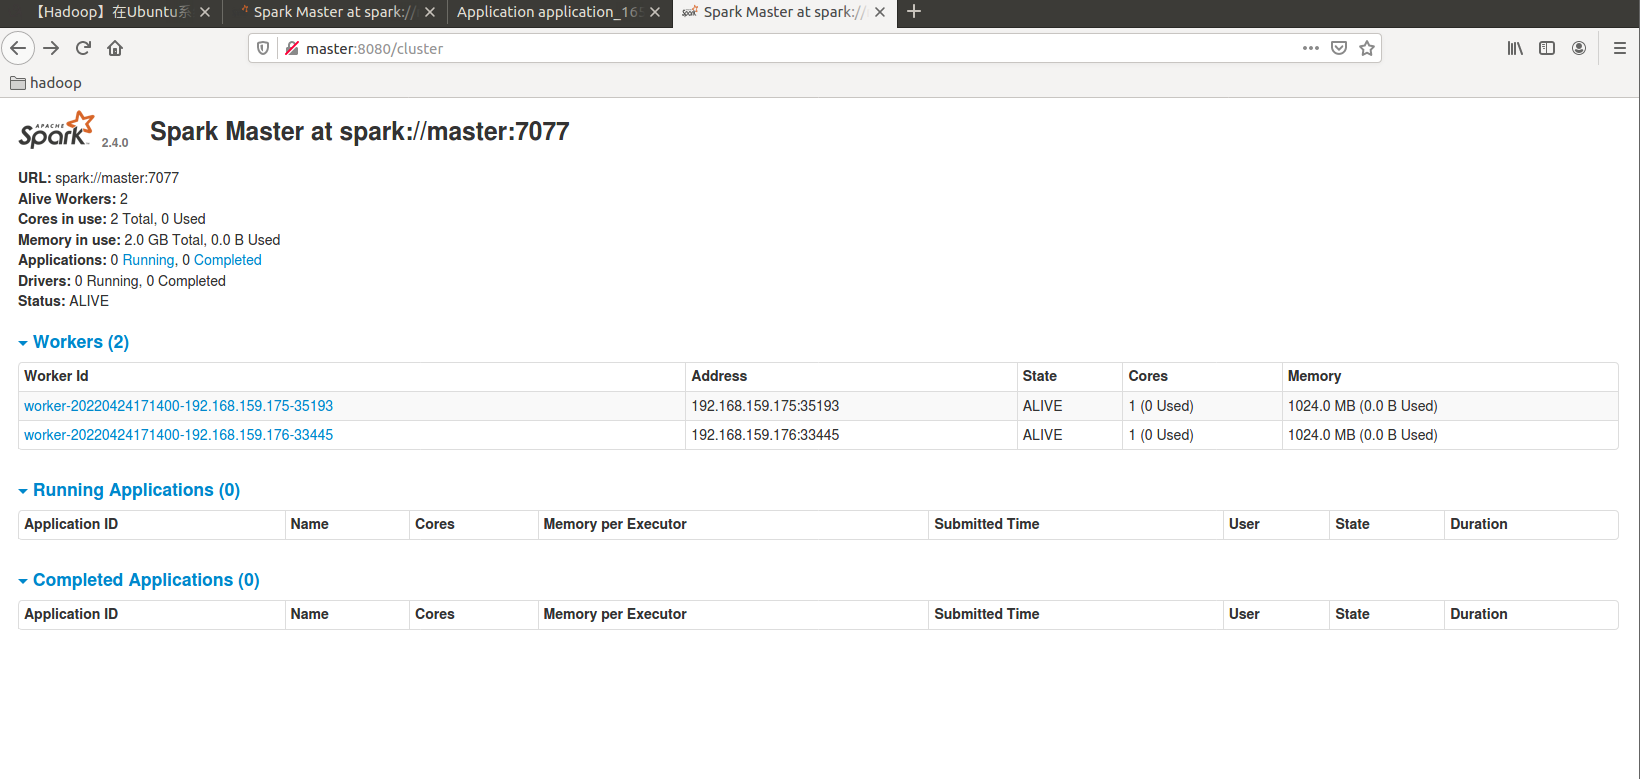 【Hadoop】在Ubuntu系
Spark Master at spark://
Application application_165
Spark Master at spark://
master:8080/cluster
hadoop
APACHE Spark 2.4.0
Spark Master at spark://master:7077
URL: spark://master:7077
Alive Workers: 2
Cores in use: 2 Total, 0 Used
Memory in use: 2.0 GB Total, 0.0 B Used
Applications: 0 Running, 0 Completed
Drivers: 0 Running, 0 Completed
Status: ALIVE
Workers (2)
Worker Id Address State Cores Memory
worker-20220424171400-192.168.159.175-35193 192.168.159.175:35193 ALIVE 1 (0 Used) 1024.0 MB (0.0 B Used)
worker-20220424171400-192.168.159.176-33445 192.168.159.176:33445 ALIVE 1 (0 Used) 1024.0 MB (0.0 B Used)
Running Applications (0)
Application ID Name Cores Memory per Executor Submitted Time User State Duration
Completed Applications (0)
Application ID Name Cores Memory per Executor Submitted Time User State Duration